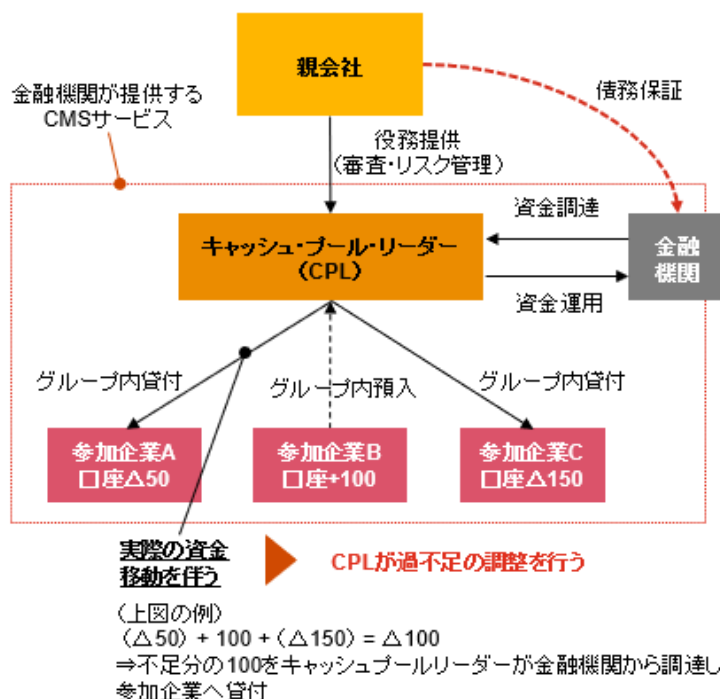 親会社
金融機関が提供する
CMSサービス
債務保証
役務提供
（審査・リスク管理）
資金調達
キャッシュ・プール・リーダー
（CPL）
金融
機関
資金運用
グループ内貸付
グループ内預入
グループ内貸付
参加企業A
口座△50
参加企業B
口座+100
参加企業C
口座△150
実際の資金
移動を伴う
CPLが過不足の調整を行う
（上図の例）
（△50）+ 100 +（△150）= △100
⇒不足分の100をキャッシュプールリーダーが金融機関から調達し
参加企業へ貸付